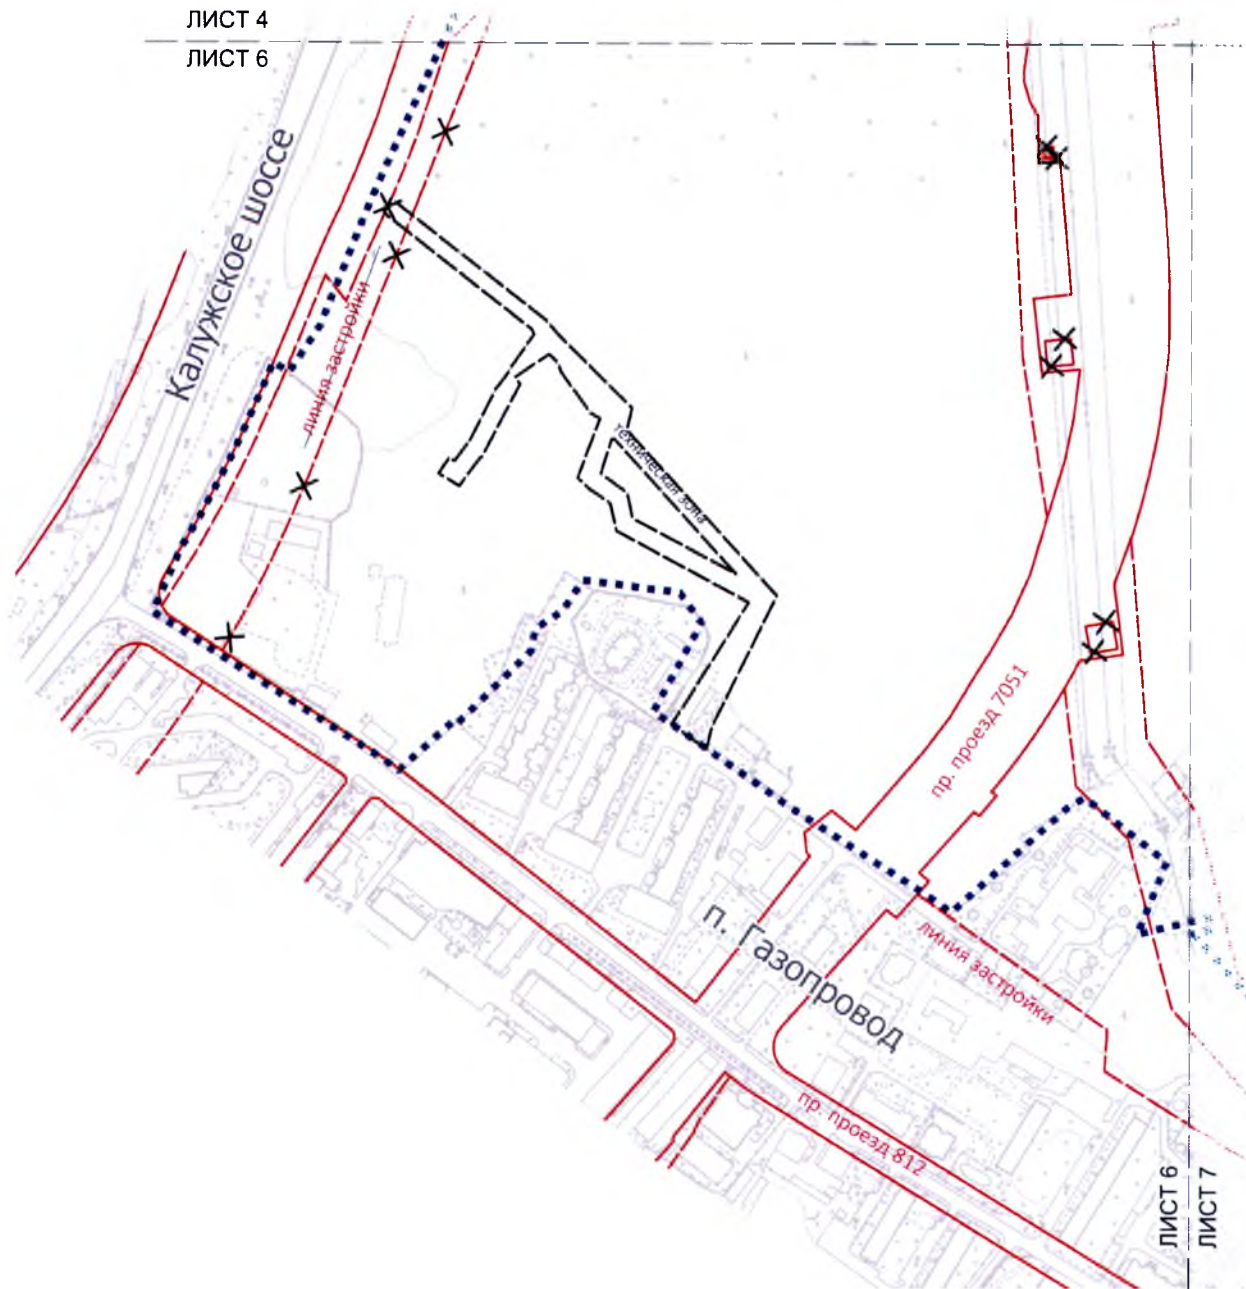 ЛИСТ 4
ЛИСТ 6
Калужское шоссе
линия застройки
техническая зона
пр. проезд 7051
п. Газопровод
линия застройки
пр. проезд 812
ЛИСТ 6
ЛИСТ 7